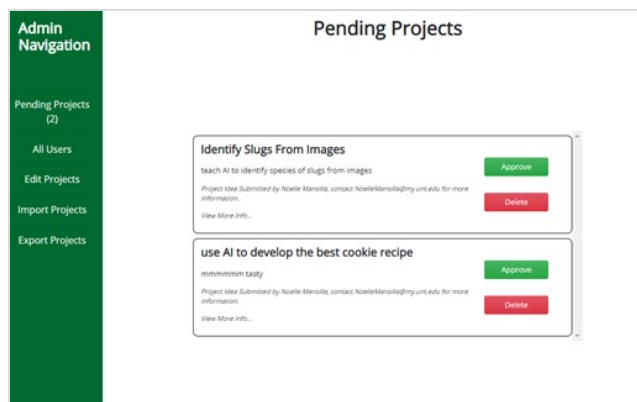 Admin
Navigation
Pending Projects
(2)
All Users
Edit Projects
Import Projects
Export Projects
Pending Projects
Identify Slugs From Images
teach AI to identify species of slugs from images
Project Idea Submitted by Noelle Mansilla, contact NoelleMansilla@my.unt.edu for more
information.
View More Info...
Approve
Delete
use AI to develop the best cookie recipe
mmmmmm tasty
Project Idea Submitted by Noelle Mansilla, contact NoelleMansilla@my.unt.edu for more
information.
View More Info...
Approve
Delete